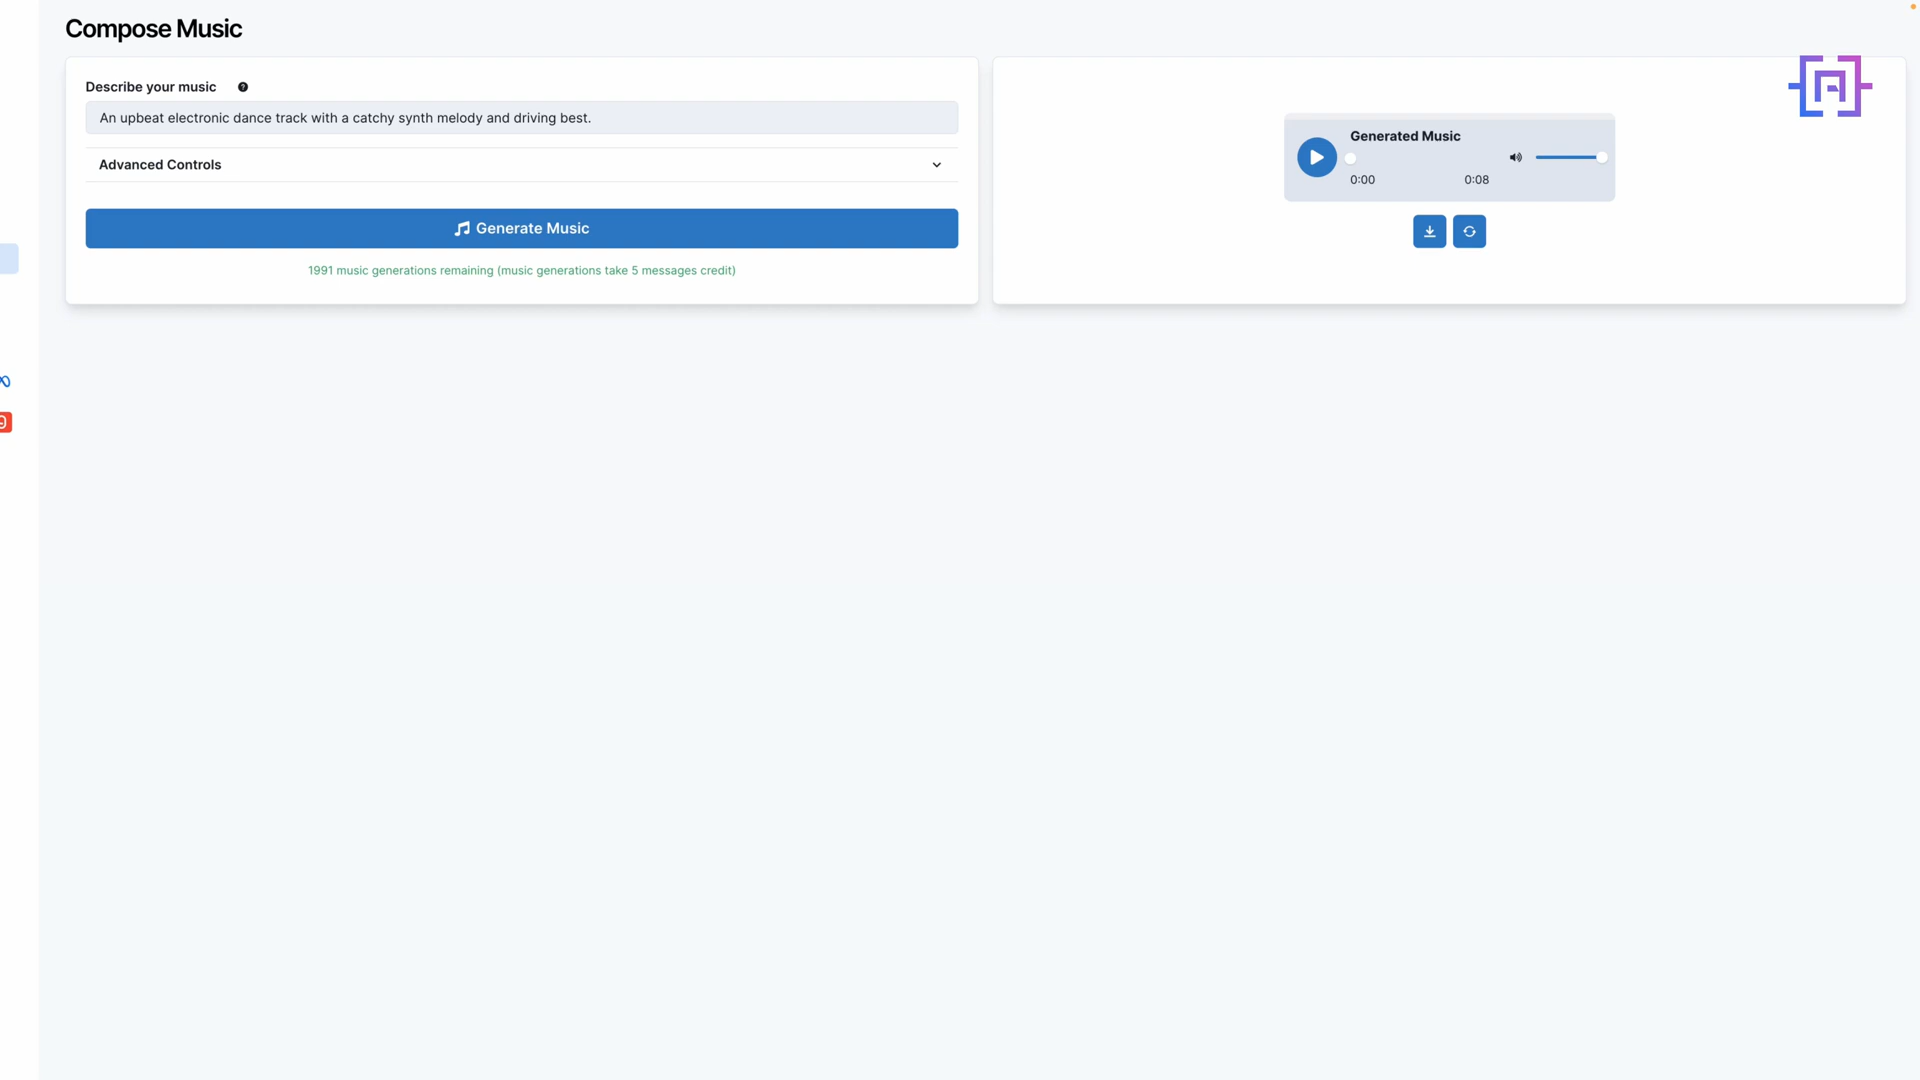 Compose Music
Describe your music
An upbeat electronic dance track with a catchy synth melody and driving best.
Advanced Controls
Generate Music
1991 music generations remaining (music generations take 5 messages credit)
Generated Music
0:00
0:08